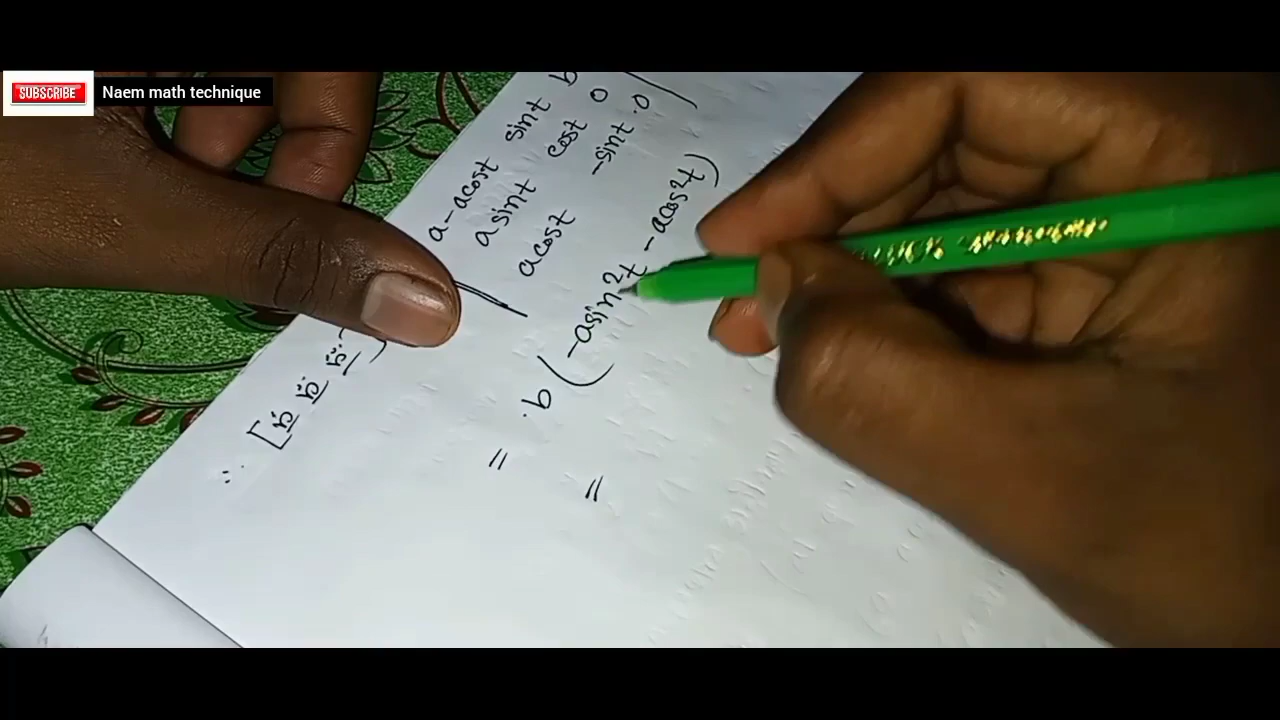 SUBSCRIBE
Naem math technique
a-acost sint b
asint cost 0
acost -sint .0
∴ [ṙ r̈ r⃛]
= b(-asin²t - acos²t)
=